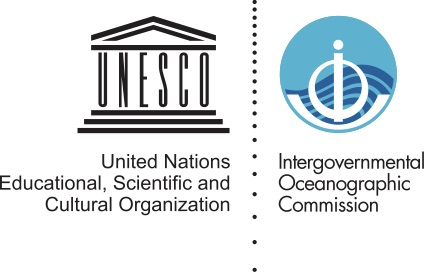 UNESCO
United Nations
Educational, Scientific and
Cultural Organization
Intergovernmental
Oceanographic
Commission